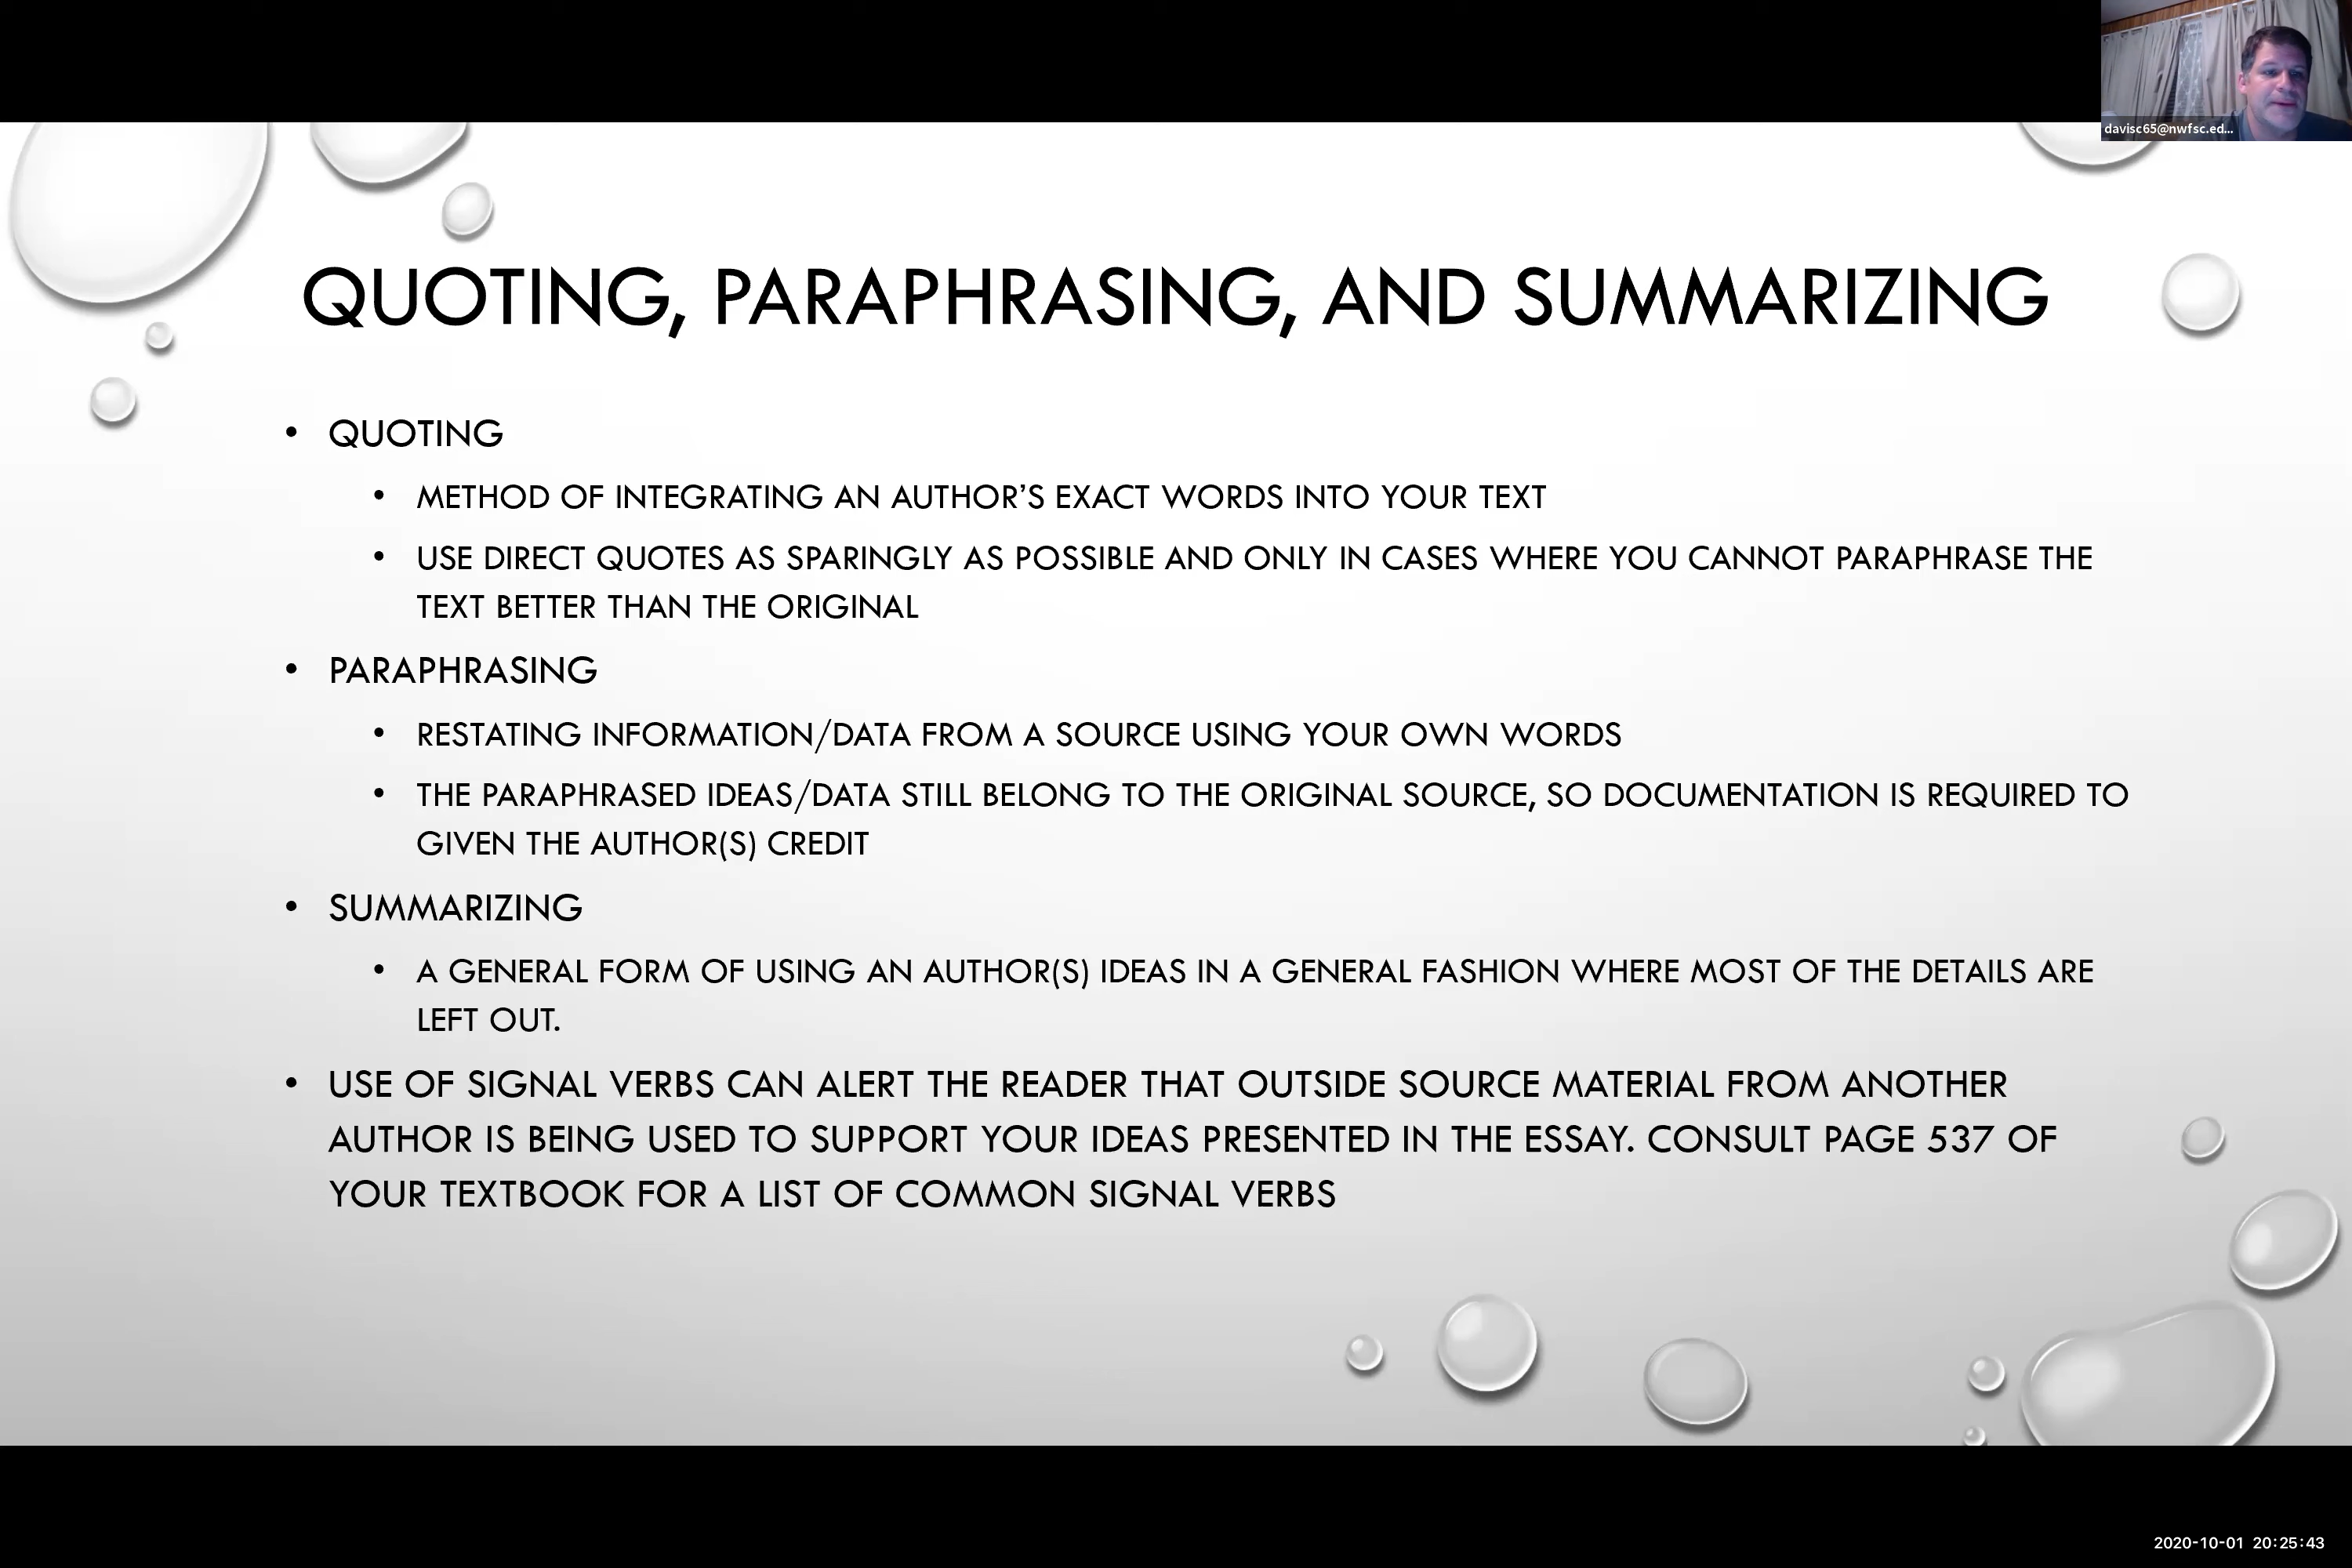 davisc65@nwfsc.ed...
QUOTING, PARAPHRASING, AND SUMMARIZING
• QUOTING
• METHOD OF INTEGRATING AN AUTHOR’S EXACT WORDS INTO YOUR TEXT
• USE DIRECT QUOTES AS SPARINGLY AS POSSIBLE AND ONLY IN CASES WHERE YOU CANNOT PARAPHRASE THE
TEXT BETTER THAN THE ORIGINAL
• PARAPHRASING
• RESTATING INFORMATION/DATA FROM A SOURCE USING YOUR OWN WORDS
• THE PARAPHRASED IDEAS/DATA STILL BELONG TO THE ORIGINAL SOURCE, SO DOCUMENTATION IS REQUIRED TO
GIVEN THE AUTHOR(S) CREDIT
• SUMMARIZING
• A GENERAL FORM OF USING AN AUTHOR(S) IDEAS IN A GENERAL FASHION WHERE MOST OF THE DETAILS ARE
LEFT OUT.
• USE OF SIGNAL VERBS CAN ALERT THE READER THAT OUTSIDE SOURCE MATERIAL FROM ANOTHER
AUTHOR IS BEING USED TO SUPPORT YOUR IDEAS PRESENTED IN THE ESSAY. CONSULT PAGE 537 OF
YOUR TEXTBOOK FOR A LIST OF COMMON SIGNAL VERBS
2020-10-01 20:25:43